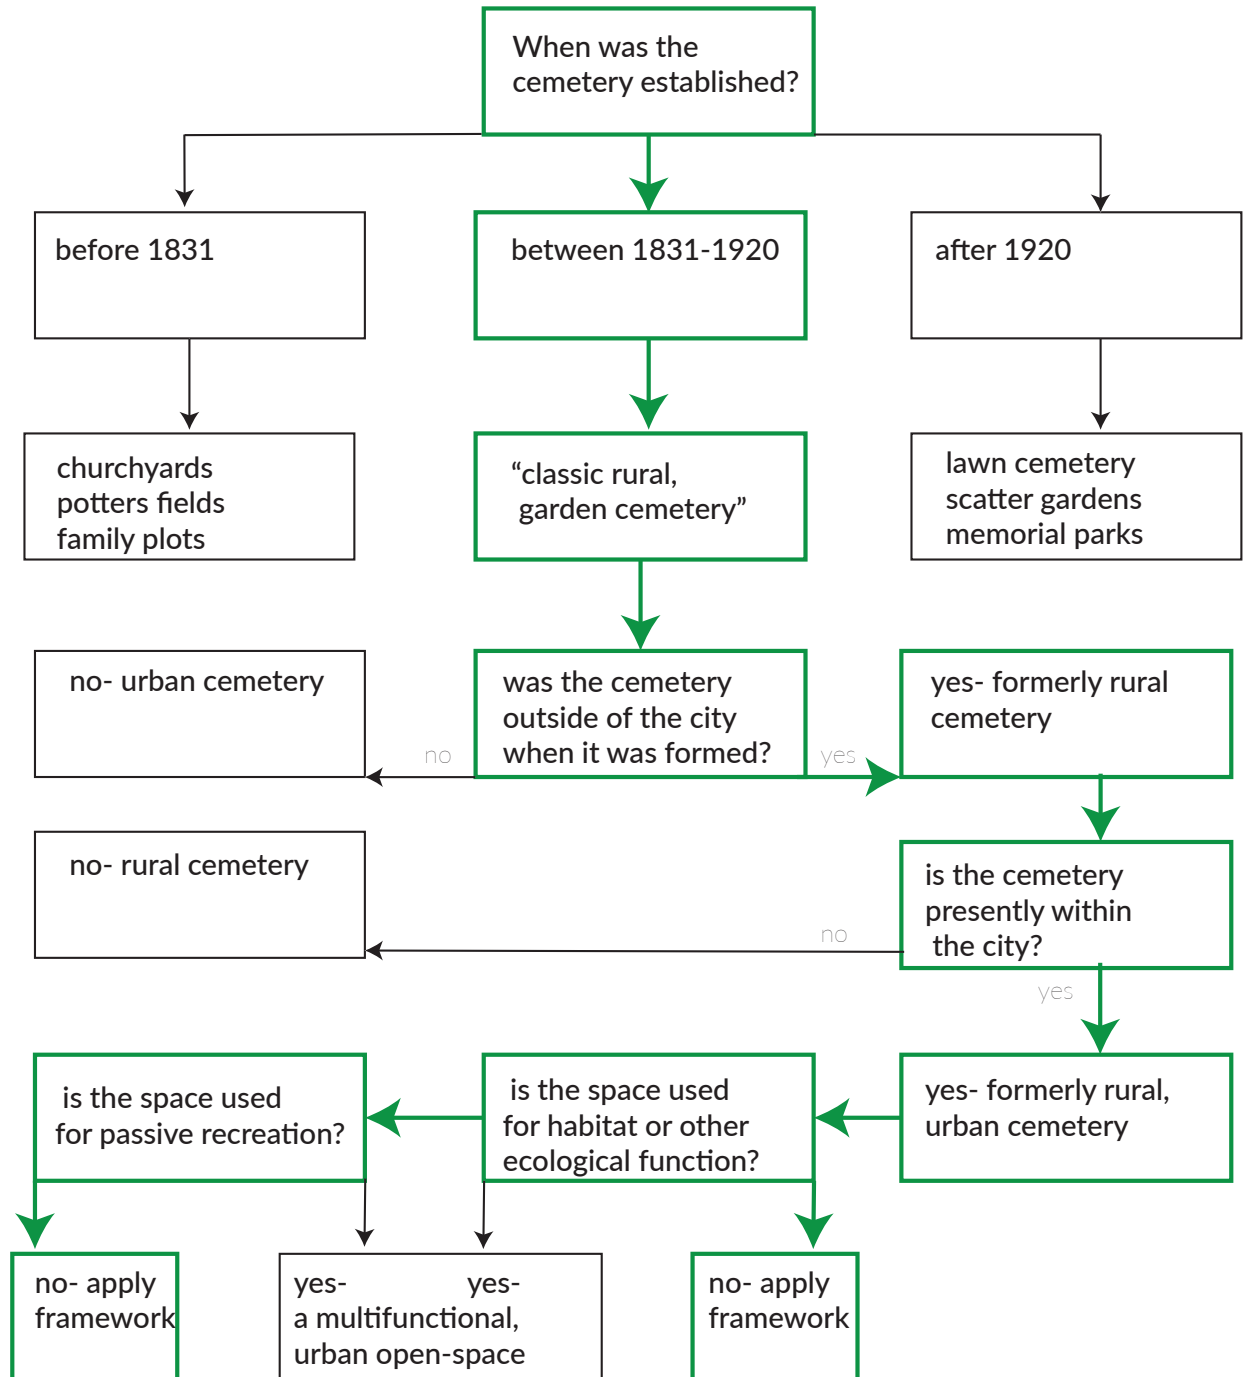 When was the
cemetery established?
before 1831
between 1831-1920
after 1920
churchyards
potters fields
family plots
“classic rural,
garden cemetery”
lawn cemetery
scatter gardens
memorial parks
no- urban cemetery
was the cemetery
outside of the city
when it was formed?
yes- formerly rural
cemetery
no
yes
no- rural cemetery
is the cemetery
presently within
the city?
no
yes
is the space used
for passive recreation?
is the space used
for habitat or other
ecological function?
yes- formerly rural,
urban cemetery
no- apply
framework
yes- yes-
a multifunctional,
urban open-space
no- apply
framework